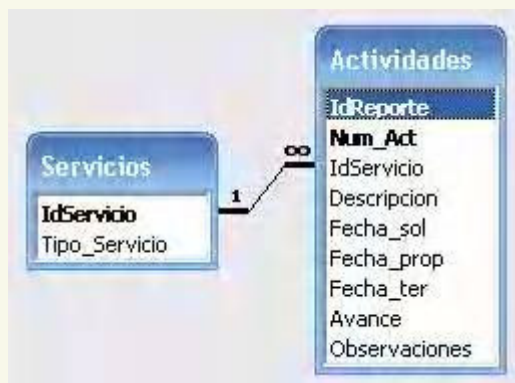 Servicios
IdServicio
Tipo_Servicio
1
∞
Actividades
IdReporte
Num_Act
IdServicio
Descripcion
Fecha_sol
Fecha_prop
Fecha_ter
Avance
Observaciones